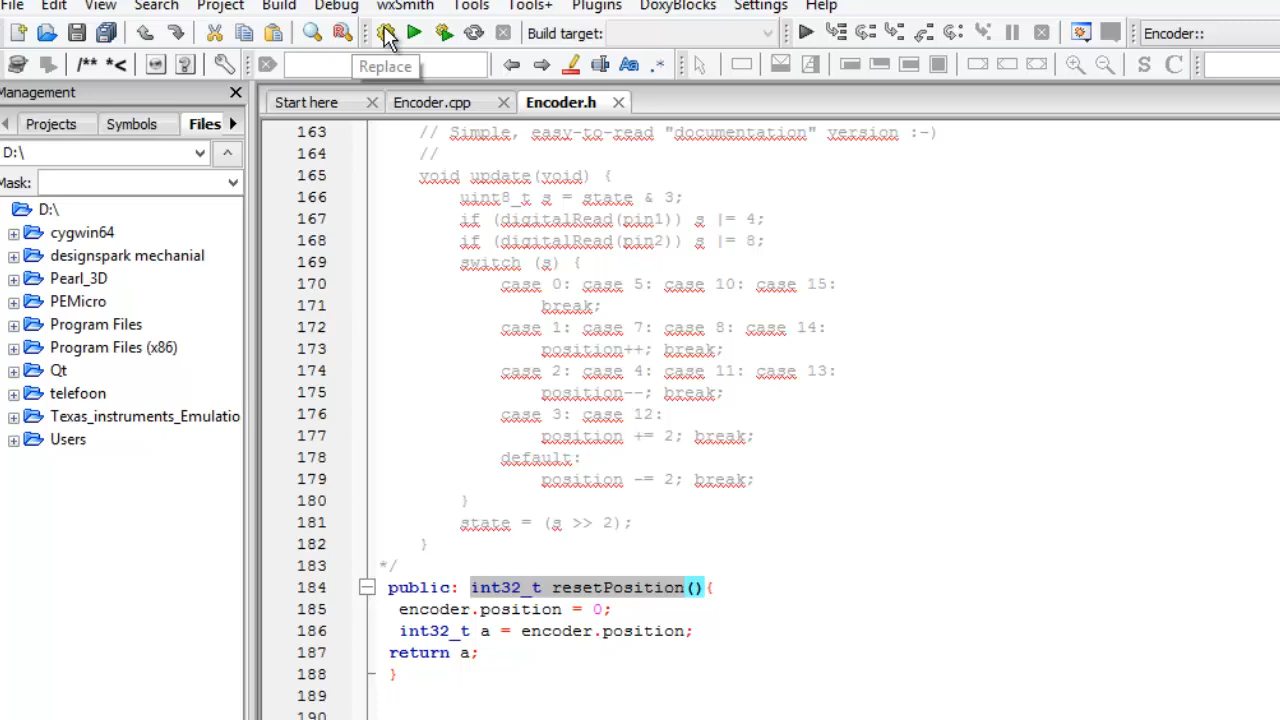 File Edit View Search Project Build Debug wxSmith Tools Tools+ Plugins DoxyBlocks Settings Help
Build target: Encoder::
/** *< Aa .* S C
Replace
Management
Start here Encoder.cpp Encoder.h
Projects Symbols Files
D:\
Mask:
D:\
cygwin64
designspark mechanial
Pearl_3D
PEMicro
Program Files
Program Files (x86)
Qt
telefoon
Texas_instruments_Emulatio
Users
163 // Simple, easy-to-read "documentation" version :-)
164 //
165 void update(void) {
166 uint8_t s = state & 3;
167 if (digitalRead(pin1)) s |= 4;
168 if (digitalRead(pin2)) s |= 8;
169 switch (s) {
170 case 0: case 5: case 10: case 15:
171 break;
172 case 1: case 7: case 8: case 14:
173 position++; break;
174 case 2: case 4: case 11: case 13:
175 position--; break;
176 case 3: case 12:
177 position += 2; break;
178 default:
179 position -= 2; break;
180 }
181 state = (s >> 2);
182 }
183 */
184 public: int32_t resetPosition(){
185 encoder.position = 0;
186 int32_t a = encoder.position;
187 return a;
188 }
189
190